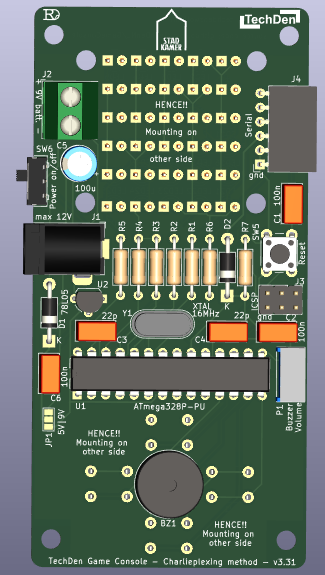 R
TechDen
STAD
KAMER
J2
J4
+
9V batt.
-
HENCE!!
Mounting on
other side
Serial
gnd
SW6
Power on/off
C5
100u
+
max 12V
J1
C1 100n
SW5
Reset
R5
R4
R3
R2
R1
R6
D2
R7
K
U2
78L05
J3
ICSP
gnd
D1
K
Y1
XTAL
16MHz
22p
C3
22p
C4
C2
100n
C6
100n
U1
ATmega328P-PU
P1
Buzzer
Volume
JP1
5V|9V
HENCE!!
Mounting on
other side
BZ1
HENCE!!
Mounting on
other side
TechDen Game Console - Charlieplexing method - v3.31